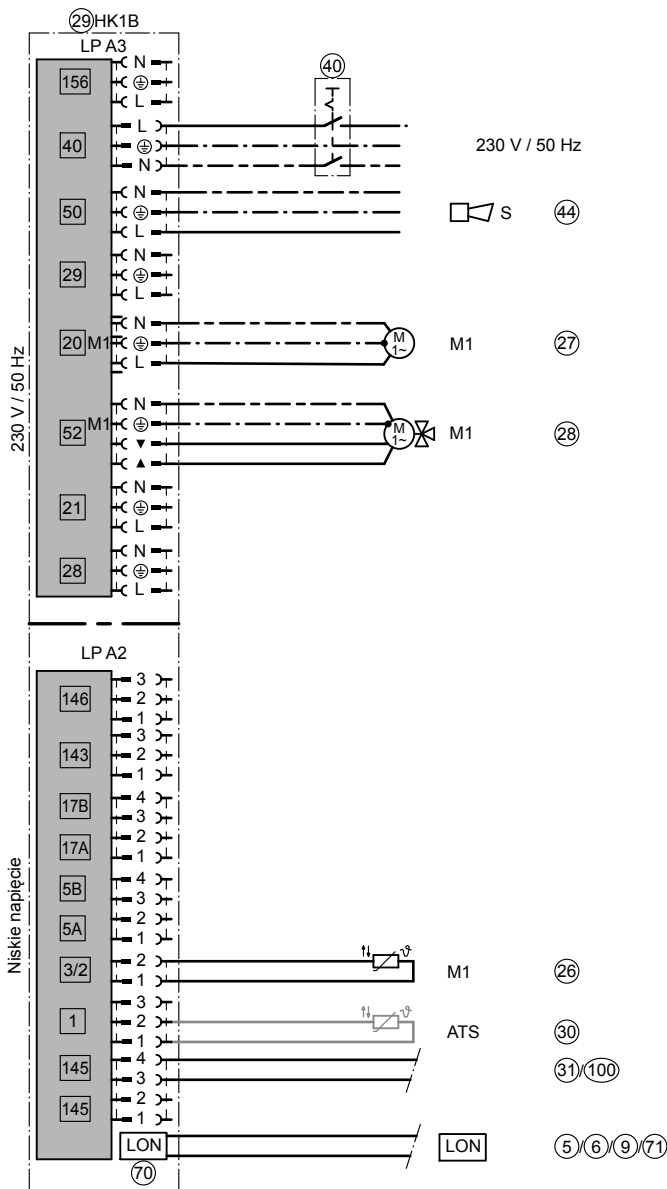 29 HK1B
LP A3
230 V / 50 Hz
156
N
L
40
L
N
40
230 V / 50 Hz
50
N
L
S
44
29
N
L
20
M1
N
L
M
1~
M1
27
52
M1
N
▼
▲
M
1~
M1
28
21
N
L
28
N
L
LP A2
Niskie napięcie
146
3
2
1
143
3
2
1
17B
4
3
17A
2
1
5B
4
3
5A
2
1
3/2
2
1
ϑ
M1
26
1
3
2
1
ϑ
ATS
30
145
4
3
31/100
145
2
1
LON
70
LON
5/6/9/71